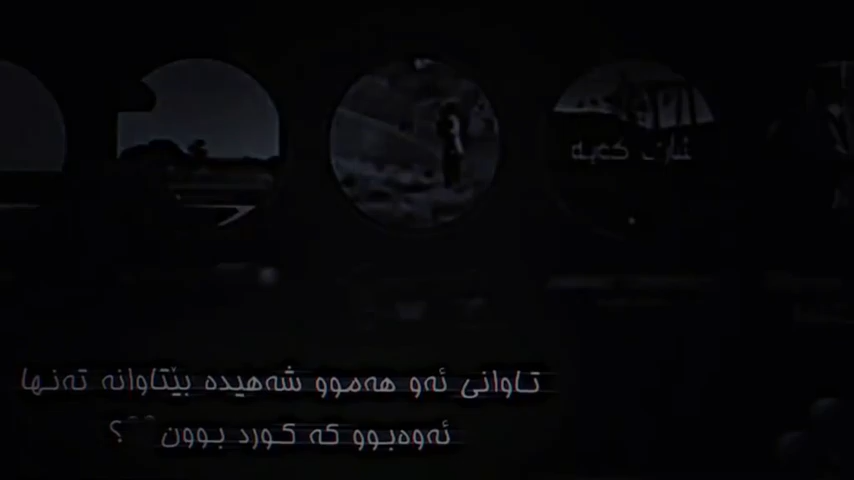 تاوانی ئەو هەموو شەهیدە بێتاوانە تەنها
ئەوەبوو کە کورد بوون ؟